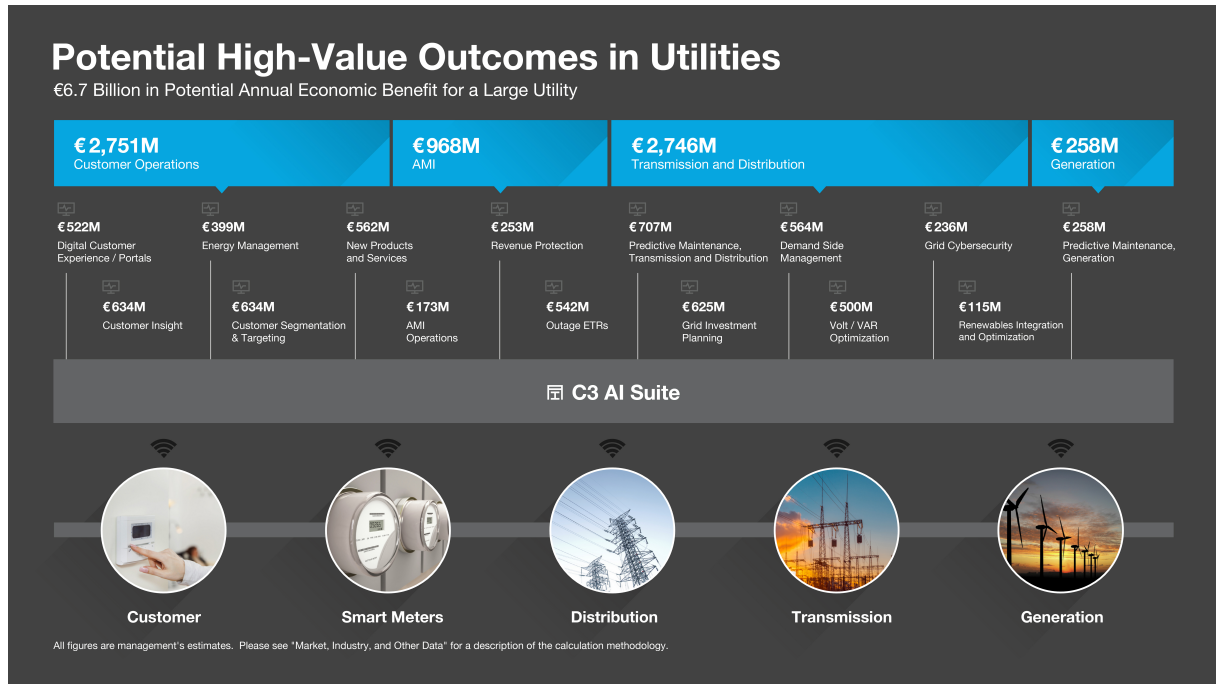 Potential High-Value Outcomes in Utilities
€6.7 Billion in Potential Annual Economic Benefit for a Large Utility
€2,751M
Customer Operations
€968M
AMI
€2,746M
Transmission and Distribution
€258M
Generation
€522M
Digital Customer
Experience / Portals
€399M
Energy Management
€562M
New Products
and Services
€253M
Revenue Protection
€707M
Predictive Maintenance,
Transmission and Distribution
€564M
Demand Side
Management
€236M
Grid Cybersecurity
€258M
Predictive Maintenance,
Generation
€634M
Customer Insight
€634M
Customer Segmentation
& Targeting
€173M
AMI
Operations
€542M
Outage ETRs
€625M
Grid Investment
Planning
€500M
Volt / VAR
Optimization
€115M
Renewables Integration
and Optimization
C3 AI Suite
Customer
Smart Meters
Distribution
Transmission
Generation
All figures are management's estimates. Please see "Market, Industry, and Other Data" for a description of the calculation methodology.